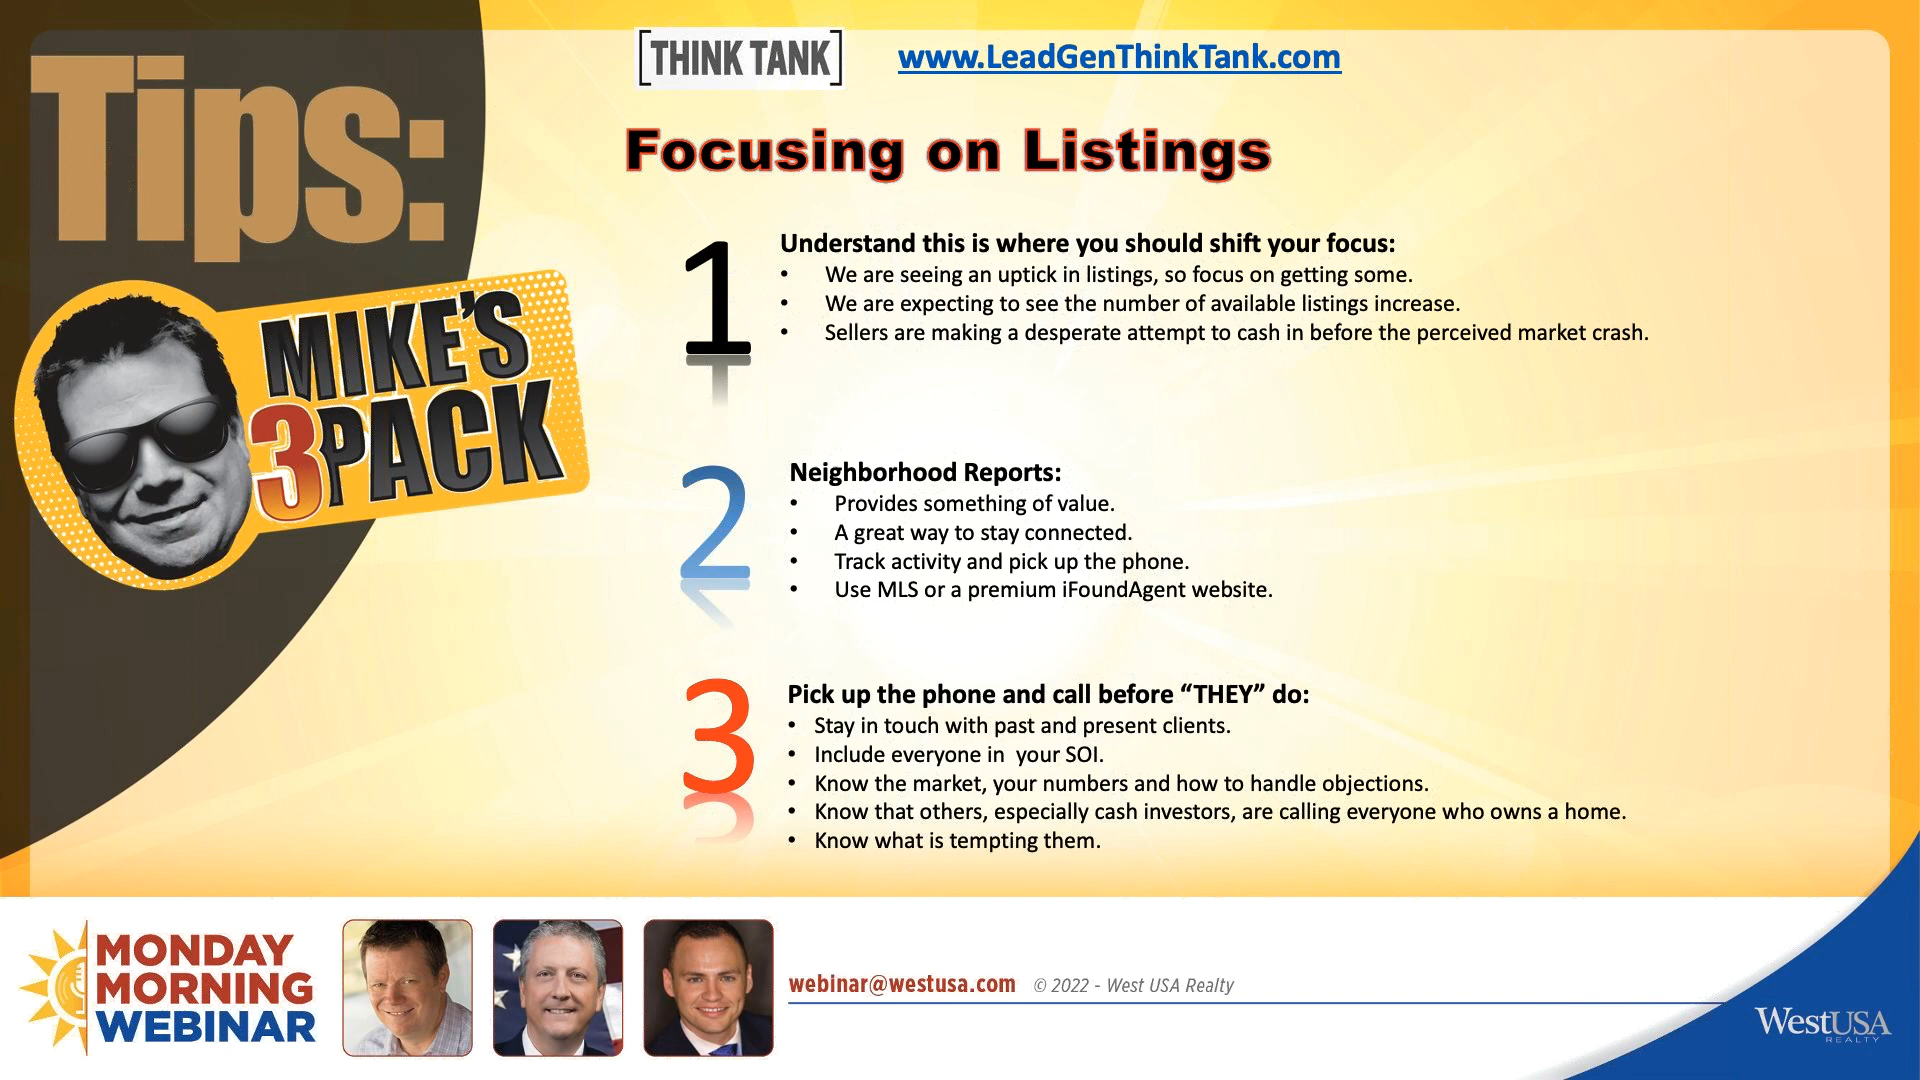 Tips:
[THINK TANK]
www.LeadGenThinkTank.com
Focusing on Listings
MIKE'S
3PACK
1
Understand this is where you should shift your focus:
• We are seeing an uptick in listings, so focus on getting some.
• We are expecting to see the number of available listings increase.
• Sellers are making a desperate attempt to cash in before the perceived market crash.
2
Neighborhood Reports:
• Provides something of value.
• A great way to stay connected.
• Track activity and pick up the phone.
• Use MLS or a premium iFoundAgent website.
3
Pick up the phone and call before “THEY” do:
• Stay in touch with past and present clients.
• Include everyone in  your SOI.
• Know the market, your numbers and how to handle objections.
• Know that others, especially cash investors, are calling everyone who owns a home.
• Know what is tempting them.
MONDAY
MORNING
WEBINAR
webinar@westusa.com © 2022 - West USA Realty
WestUSA
REALTY